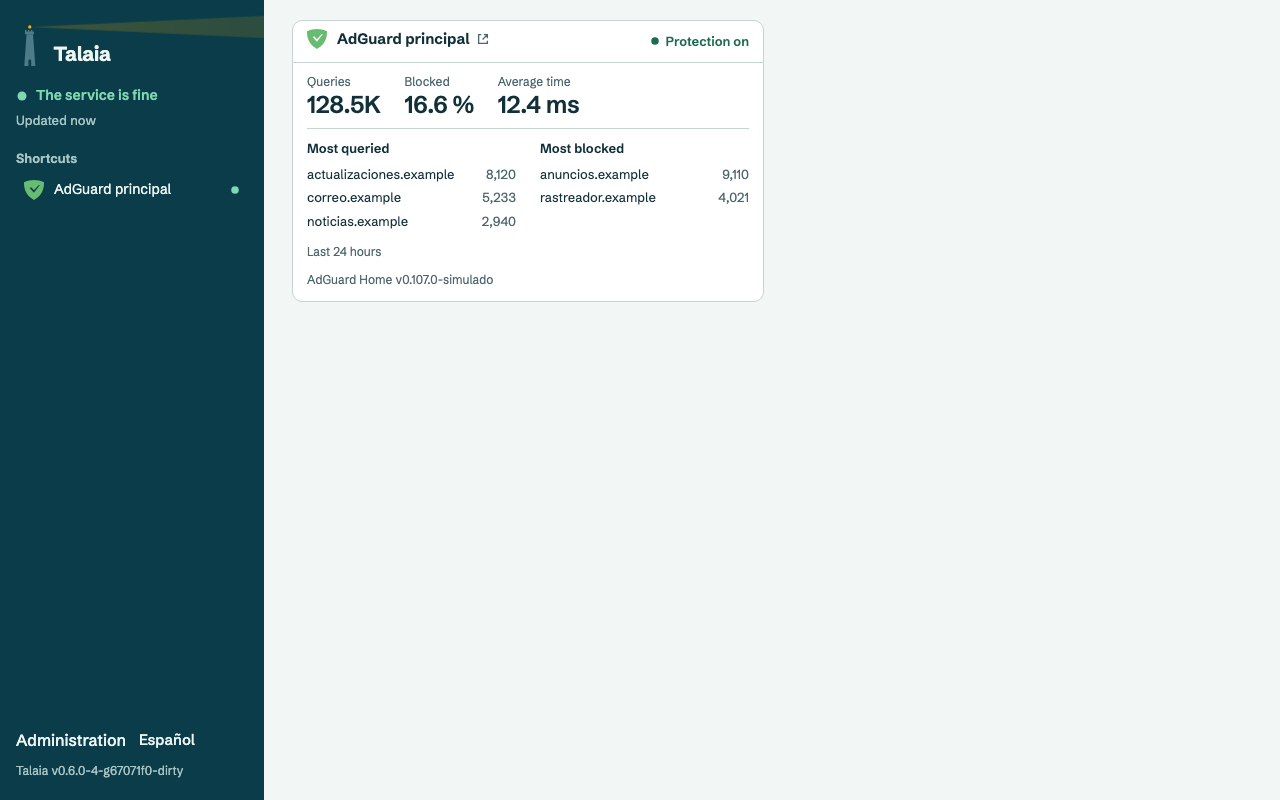 Talaia
The service is fine
Updated now
Shortcuts
AdGuard principal
Administration Español
Talaia v0.6.0-4-g67071f0-dirty
AdGuard principal
Protection on
Queries Blocked Average time
128.5K 16.6 % 12.4 ms
Most queried
actualizaciones.example 8,120
correo.example 5,233
noticias.example 2,940
Most blocked
anuncios.example 9,110
rastreador.example 4,021
Last 24 hours
AdGuard Home v0.107.0-simulado